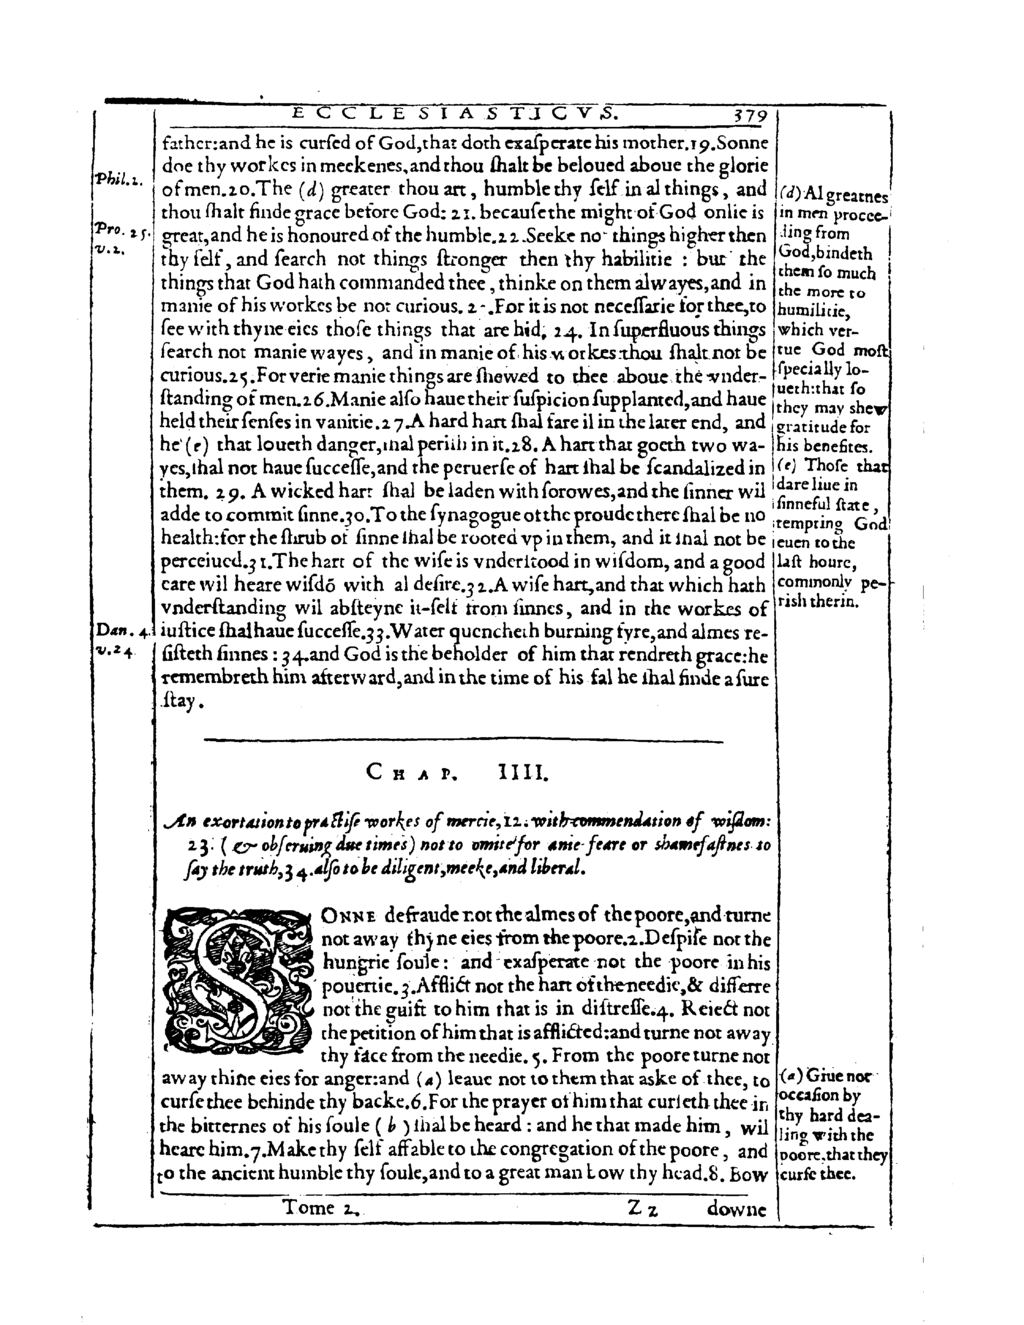 ECCLESIASTICVS. 379
father:and he is curſed of God,that doth exaſperate his mother.19.Sonne
doe thy workes in meekenes,and thou ſhalt be beloued aboue the glorie
of men.20.The (d) greater thou art, humble thy ſelf in al things, and
thou ſhalt finde grace before God: 21. becauſe the might of God onlie is
great,and he is honoured of the humble.22.Seeke no things higher then
thy ſelf, and ſearch not things ſtronger then thy habilitie : but the
things that God hath commanded thee, thinke on them alwayes,and in
manie of his workes be not curious. 2 .For it is not neceſſarie for thee,to
ſee with thyne eies thoſe things that are hid, 24. In ſuperfluous things
ſearch not manie wayes, and in manie of his workes thou ſhalt not be
curious.25.For verie manie things are ſhewed to thee aboue the vnder-
ſtanding of men.26.Manie alſo haue their ſuſpicion ſupplanted,and haue
held their ſenſes in vanitie.27.A hard hart ſhal fare il in the later end, and
he (e) that loueth danger,ſhal periſh in it.28. A hart that goeth two wa-
yes,ſhal not haue ſucceſſe,and the peruerſe of hart ſhal be ſcandalized in
them. 29. A wicked hart ſhal be laden with ſorowes,and the ſinner wil
adde to commit ſinne.30.To the ſynagogue of the proude there ſhal be no
health:for the ſhrub of ſinne ſhal be rooted vp in them, and it ſhal not be
perceiued.31.The hart of the wiſe is vnderſtood in wiſdom, and a good
care wil heare wiſdō with al deſire.32.A wiſe hart,and that which hath
vnderſtanding wil abſteyne it-ſelf from ſinnes, and in the workes of
iuſtice ſhal haue ſucceſſe.33.Water quencheth burning fyre,and almes re-
ſiſteth ſinnes : 34.and God is the beholder of him that rendreth grace:he
remembreth him afterward,and in the time of his fal he ſhal finde a ſure
ſtay.
Phil.2.
Pro. 25.
v.2.
Dan. 4.
v.24
(d) Al greatnes
in men procee-
ding from
God,bindeth
them ſo much
the more to
humilitie,
which ver-
tue God moſt
ſpecially lo-
ueth:that ſo
they may shew
gratitude for
his benefites.
(e) Thoſe that
dare liue in
ſinneful ſtate,
tempting God
euen to the
laſt houre,
commonly pe-
rish therin.
CHAP. IIII.
An exortation to practiſe workes of mercie,12. with commendation of wiſdom:
23. (& obſeruing due times) not to omitte for anie feare or shamefaſtnes to
ſay the truth,34.alſo to be diligent,meeke,and liberal.
SONNE defraude not the almes of the poore,and turne
not away thyne eies from the poore.2.Deſpiſe not the
hungrie ſoule: and exaſperate not the poore in his
pouertie.3.Afflict not the hart of the needie,& differre
not the guift to him that is in diſtreſſe.4. Reiect not
the petition of him that is afflicted:and turne not away
thy face from the needie. 5. From the poore turne not
away thine eies for anger:and (a) leaue not to them that aske of thee, to
curſe thee behinde thy backe.6.For the prayer of him that curſeth thee in
the bitternes of his ſoule (b) ſhal be heard : and he that made him, wil
heare him.7.Make thy ſelf affable to the congregation of the poore, and
to the ancient humble thy ſoule,and to a great man bow thy head.8. Bow
(a) Giue not
occaſion by
thy hard dea-
ling with the
poore,that they
curſe thee.
Tome 2. Zz downe